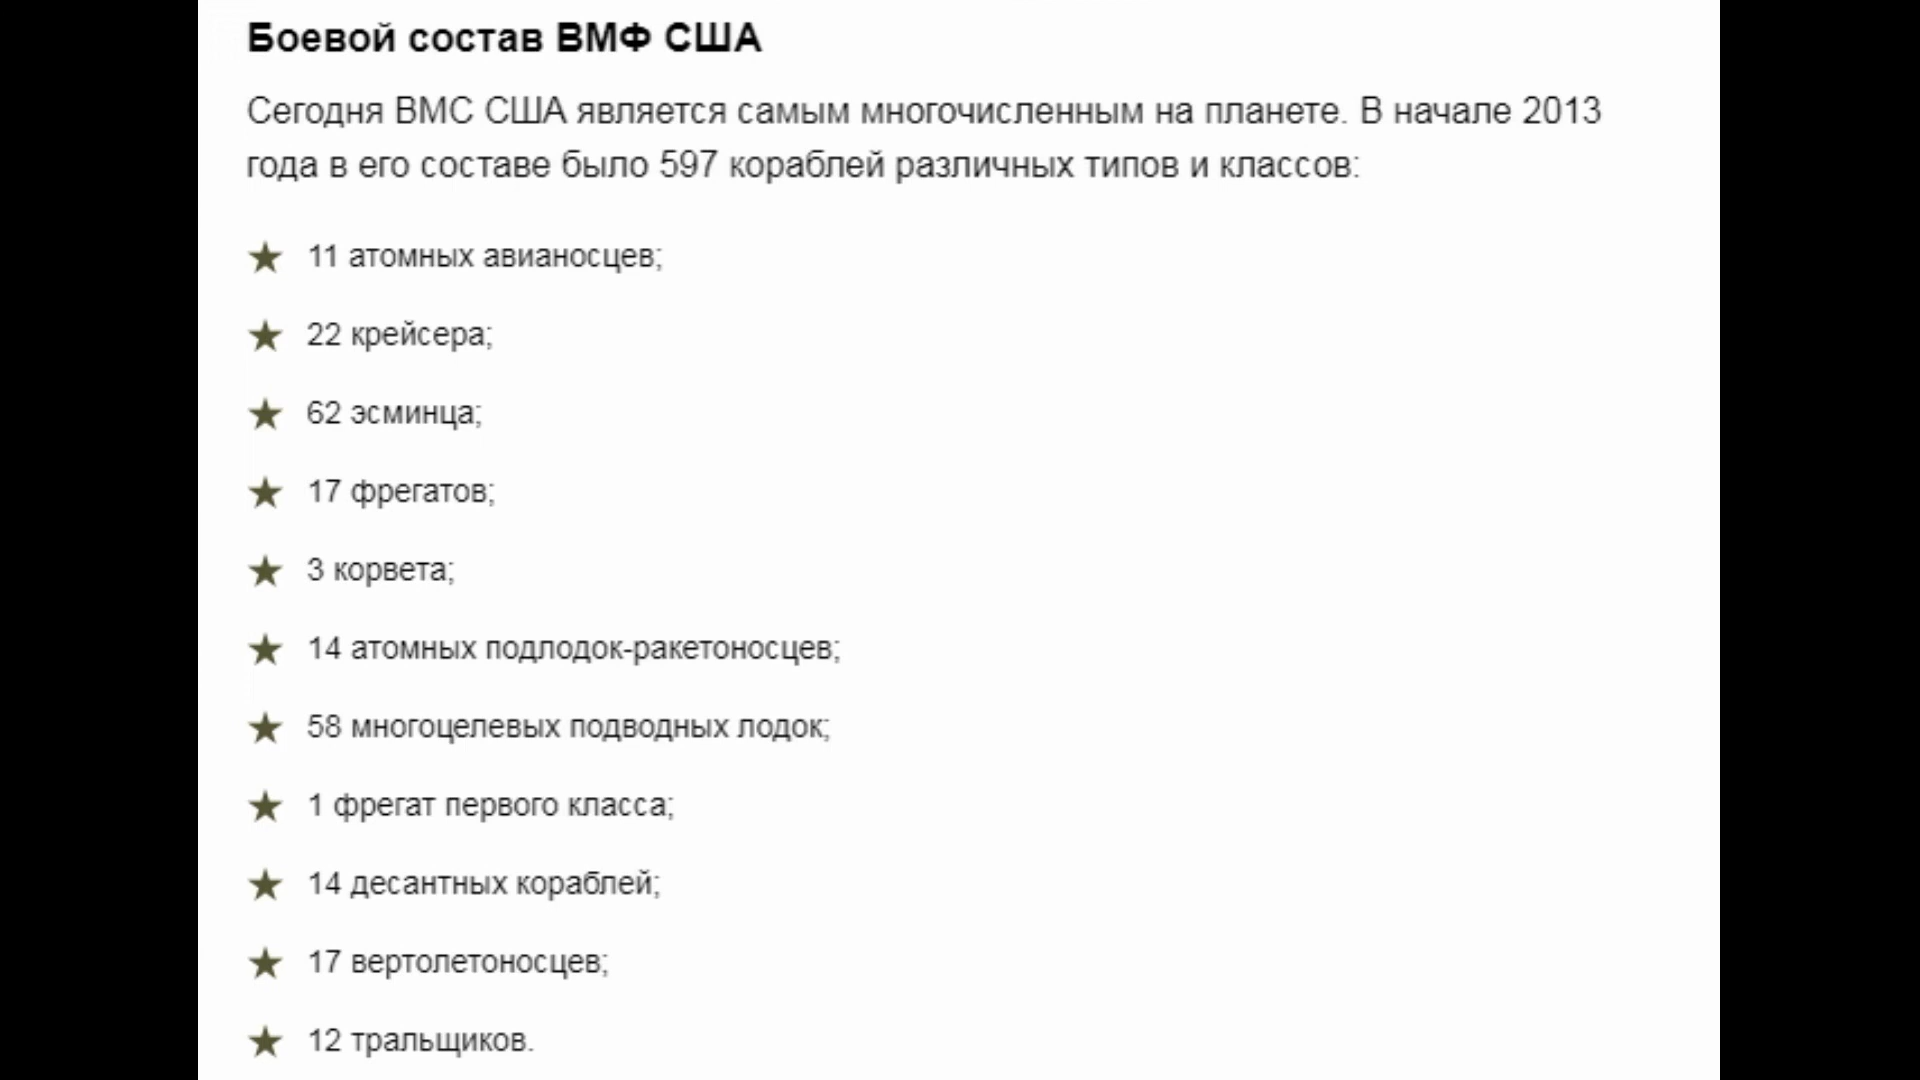 Боевой состав ВМФ США
Сегодня ВМС США является самым многочисленным на планете. В начале 2013
года в его составе было 597 кораблей различных типов и классов:
11 атомных авианосцев;
22 крейсера;
62 эсминца;
17 фрегатов;
3 корвета;
14 атомных подлодок-ракетоносцев;
58 многоцелевых подводных лодок;
1 фрегат первого класса;
14 десантных кораблей;
17 вертолетоносцев;
12 тральщиков.